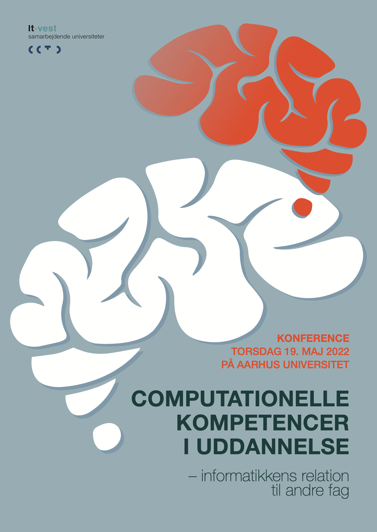 It-vest
samarbejdende universiteter
KONFERENCE
TORSDAG 19. MAJ 2022
PÅ AARHUS UNIVERSITET
COMPUTATIONELLE
KOMPETENCER
I UDDANNELSE
– informatikkens relation
til andre fag